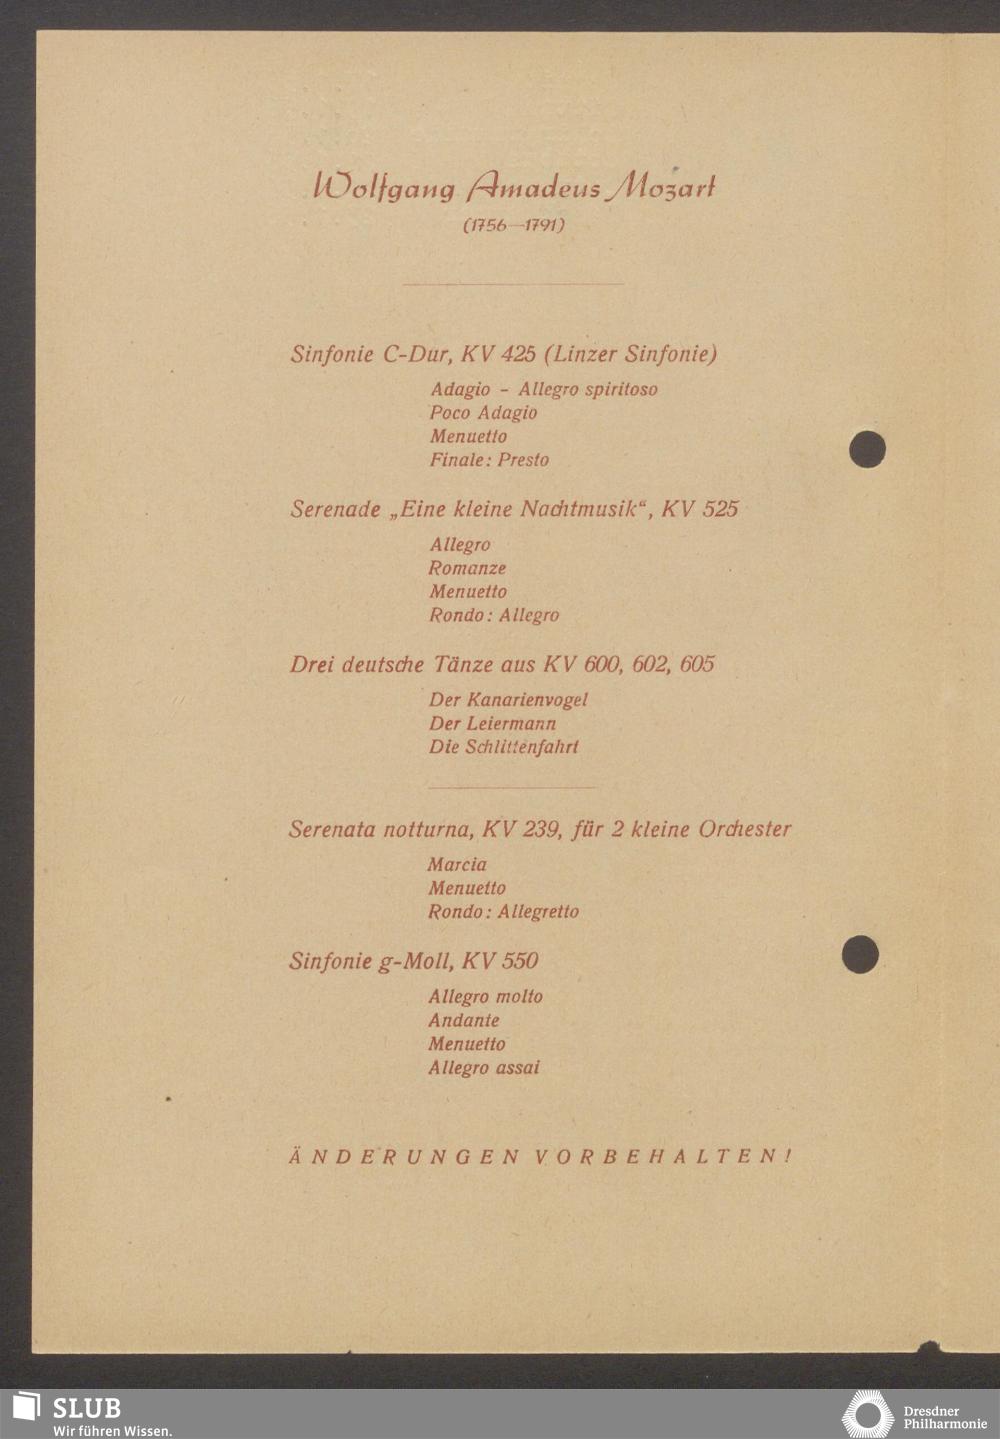 Wolfgang Amadeus Mozart
(1756—1791)
Sinfonie C-Dur, KV 425 (Linzer Sinfonie)
Adagio - Allegro spiritoso
Poco Adagio
Menuetto
Finale: Presto
Serenade „Eine kleine Nachtmusik“, KV 525
Allegro
Romanze
Menuetto
Rondo: Allegro
Drei deutsche Tänze aus KV 600, 602, 605
Der Kanarienvogel
Der Leiermann
Die Schlittenfahrt
Serenata notturna, KV 239, für 2 kleine Orchester
Marcia
Menuetto
Rondo: Allegretto
Sinfonie g-Moll, KV 550
Allegro molto
Andante
Menuetto
Allegro assai
ÄNDERUNGEN VORBEHALTEN!
SLUB
Wir führen Wissen.
Dresdner
Philharmonie